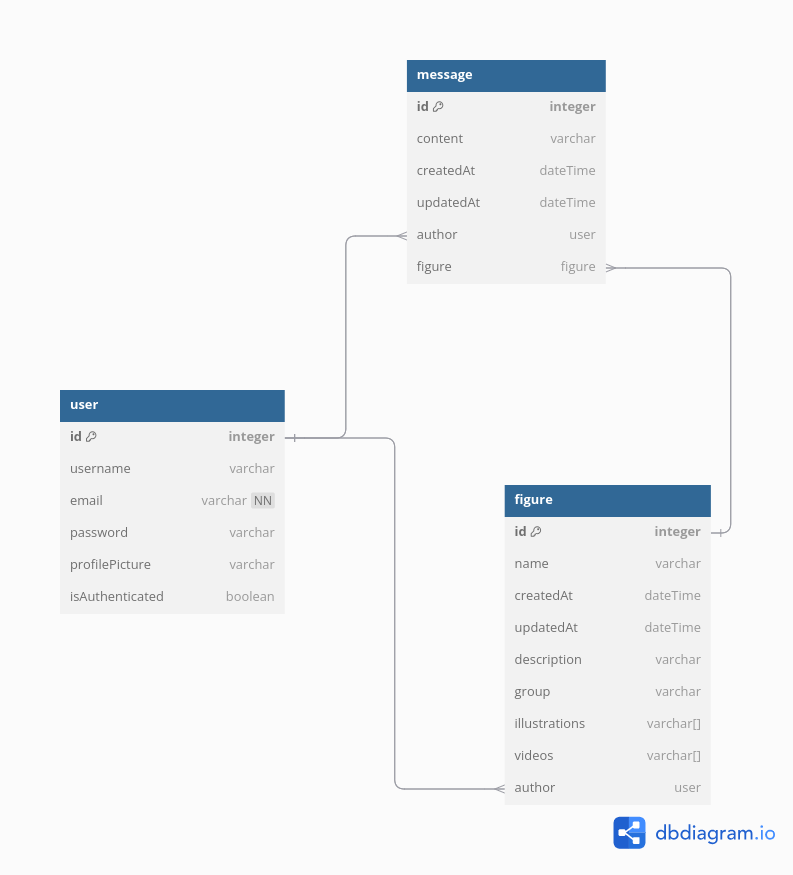 message
id integer
content varchar
createdAt dateTime
updatedAt dateTime
author user
figure figure
user
id integer
username varchar
email varchar NN
password varchar
profilePicture varchar
isAuthenticated boolean
figure
id integer
name varchar
createdAt dateTime
updatedAt dateTime
description varchar
group varchar
illustrations varchar[]
videos varchar[]
author user
dbdiagram.io